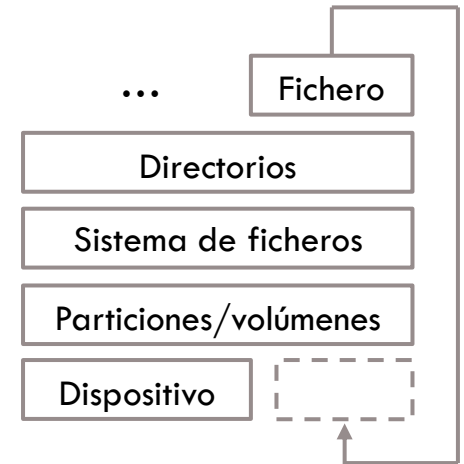 ... Fichero
Directorios
Sistema de ficheros
Particiones/volúmenes
Dispositivo